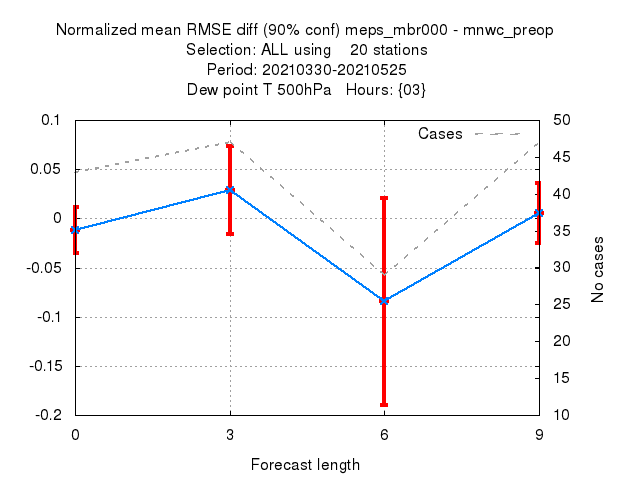 Normalized mean RMSE diff (90% conf) meps_mbr000 - mnwc_preop
Selection: ALL using    20 stations
Period: 20210330-20210525
Dew point T 500hPa   Hours: {03}
Cases
0.1
0.05
0
-0.05
-0.1
-0.15
-0.2
50
45
40
35
30
25
20
15
10
No cases
0 3 6 9
Forecast length